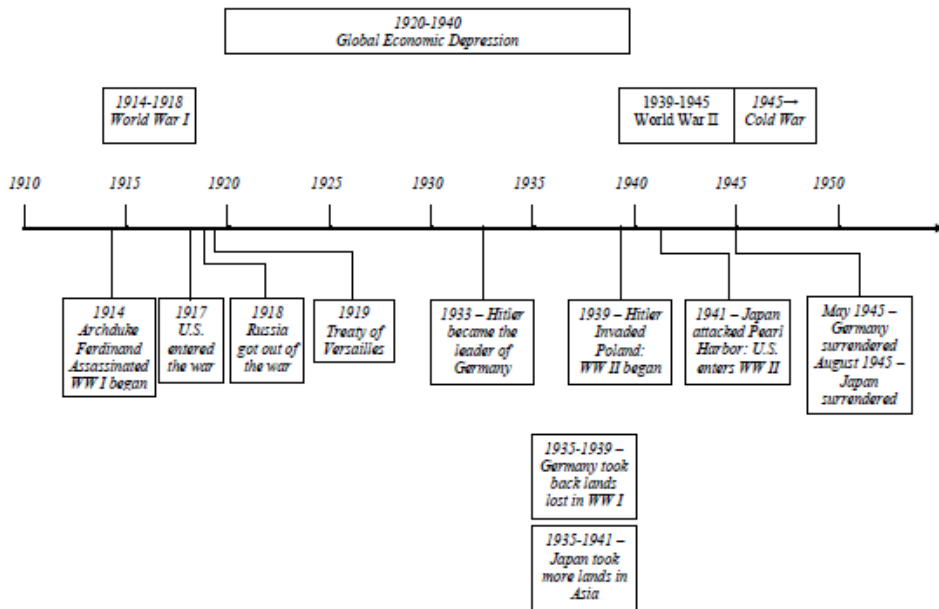 1920-1940
Global Economic Depression
1914-1918
World War I
1939-1945
World War II
1945→
Cold War
1910
1915
1920
1925
1930
1935
1940
1945
1950
1914
Archduke
Ferdinand
Assassinated
WW I began
1917
U.S.
entered
the war
1918
Russia
got out of
the war
1919
Treaty of
Versailles
1933 – Hitler
became the
leader of
Germany
1939 – Hitler
Invaded
Poland:
WW II began
1941 – Japan
attacked Pearl
Harbor: U.S.
enters WW II
May 1945 –
Germany
surrendered
August 1945 –
Japan
surrendered
1935-1939 –
Germany took
back lands
lost in WW I
1935-1941 –
Japan took
more lands in
Asia